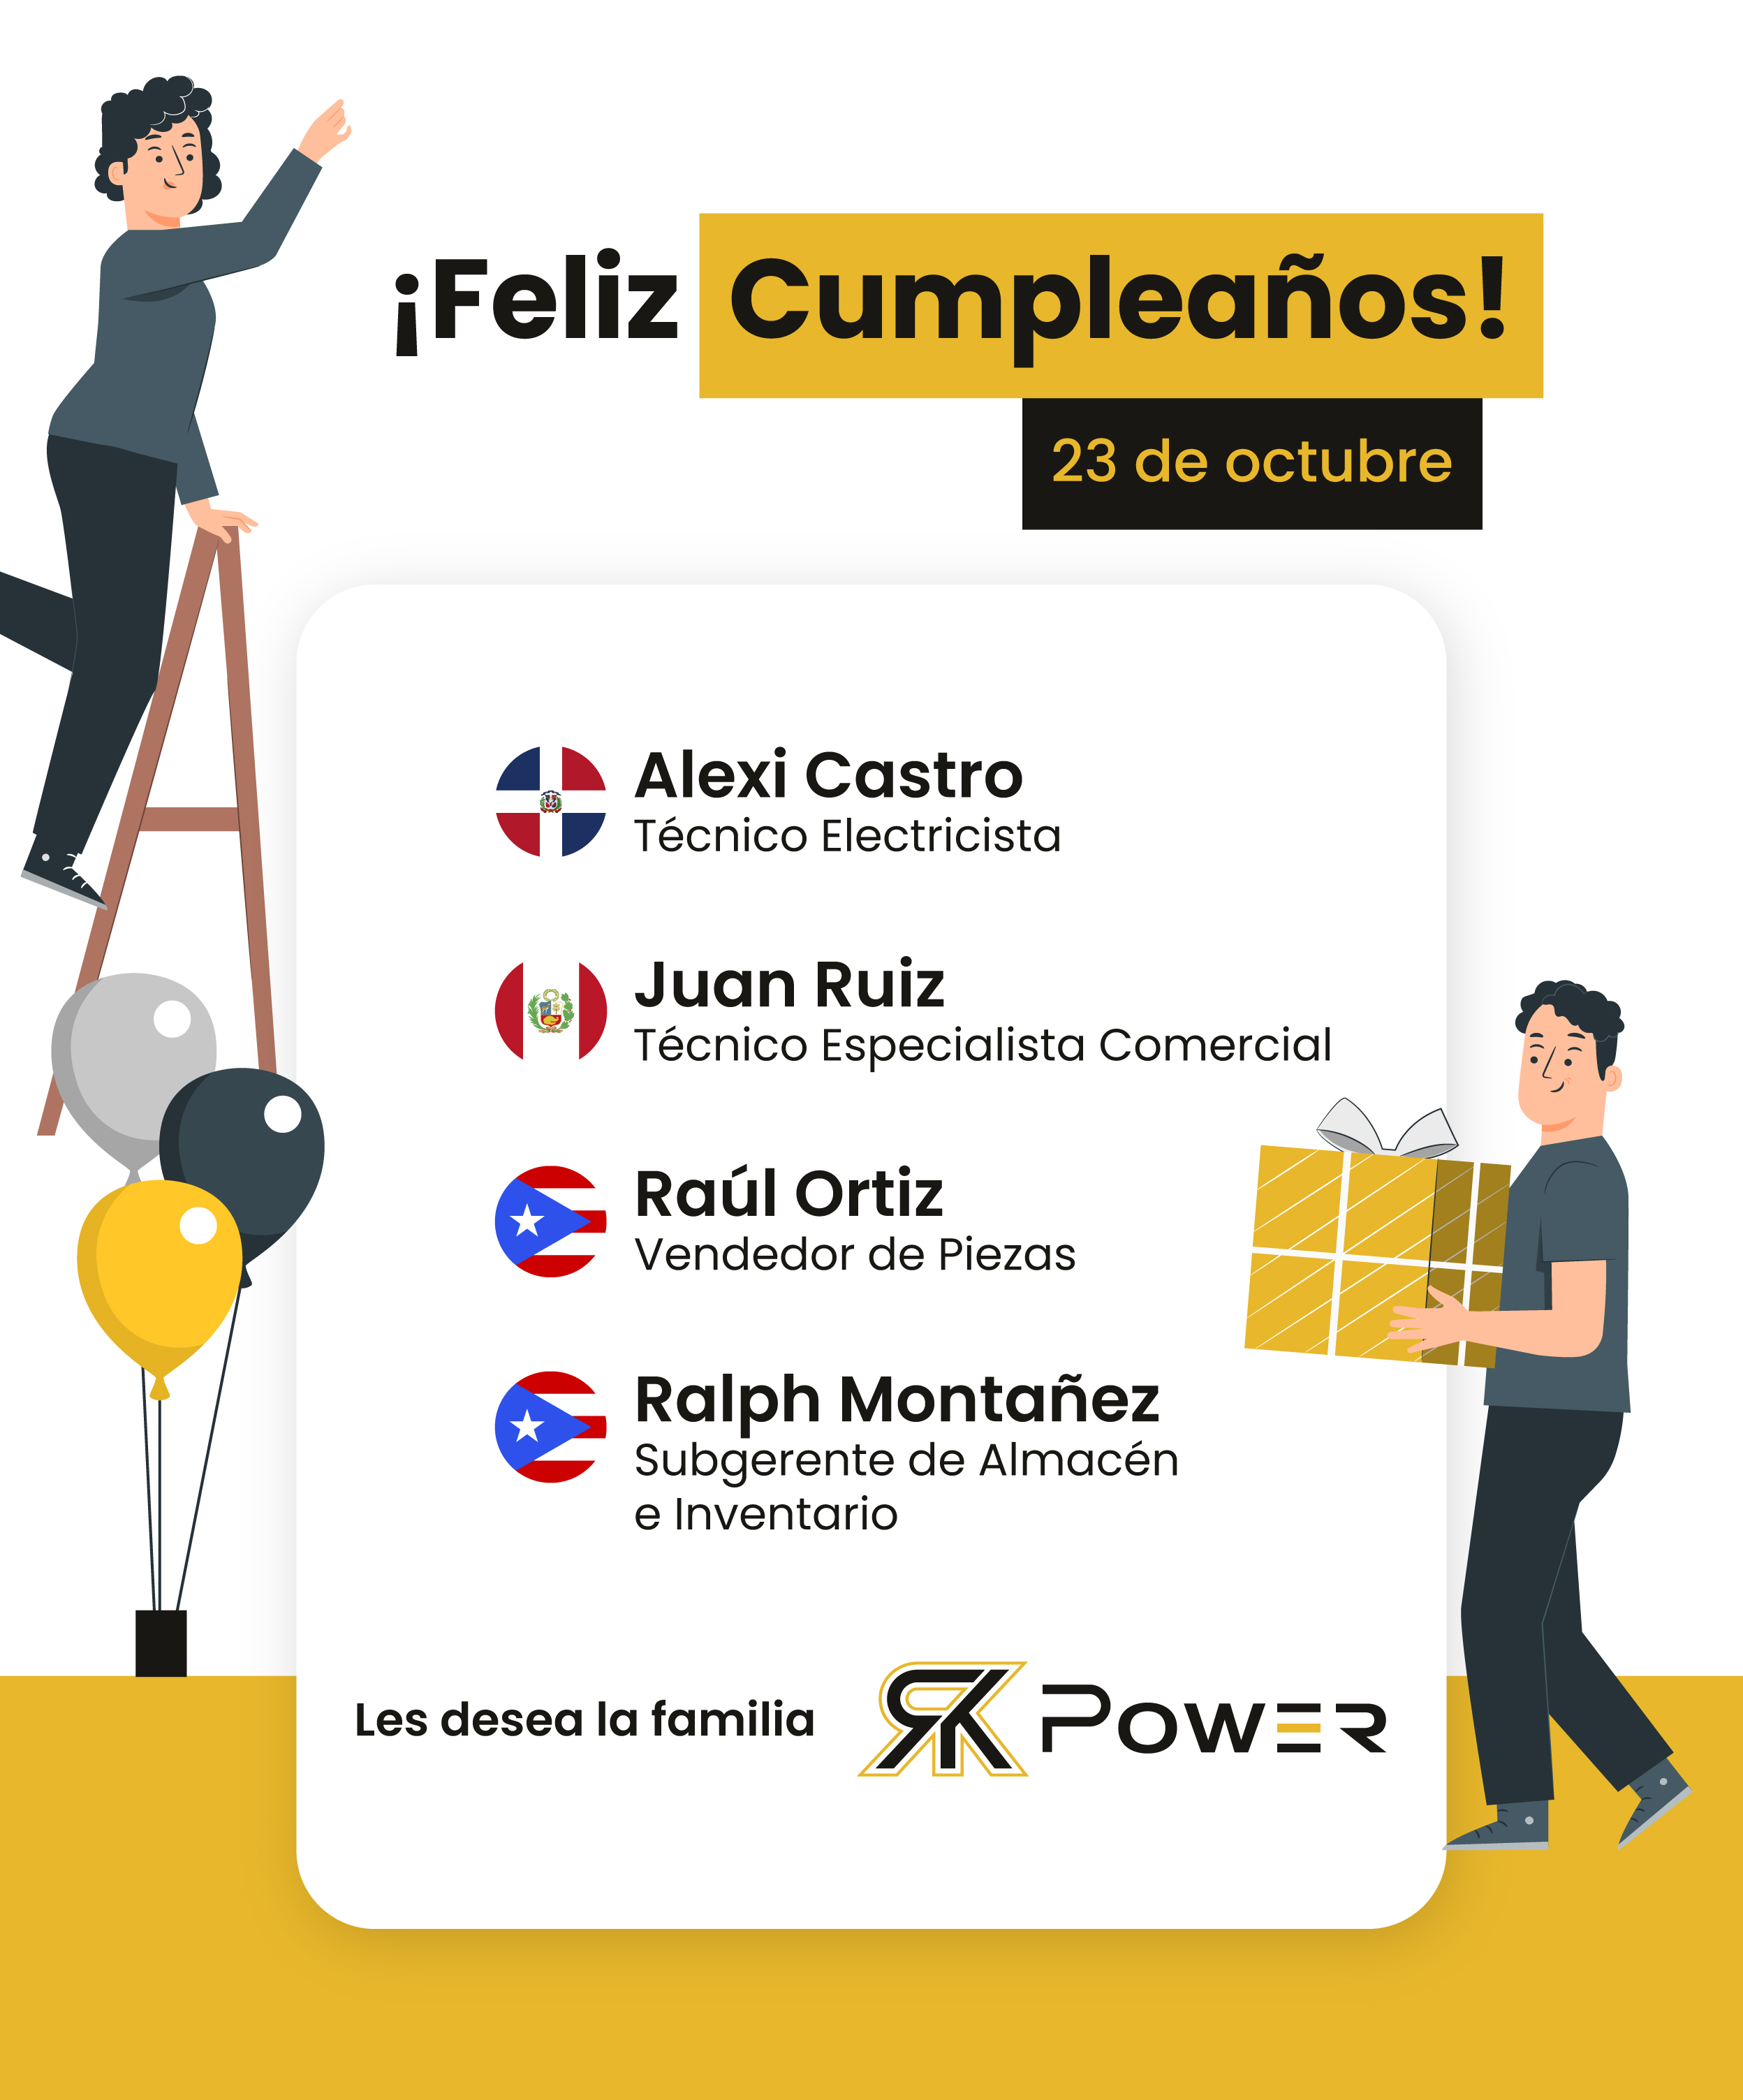 ¡Feliz Cumpleaños!
23 de octubre
Alexi Castro
Técnico Electricista
Juan Ruiz
Técnico Especialista Comercial
Raúl Ortiz
Vendedor de Piezas
Ralph Montañez
Subgerente de Almacén
e Inventario
Les desea la familia RK Power